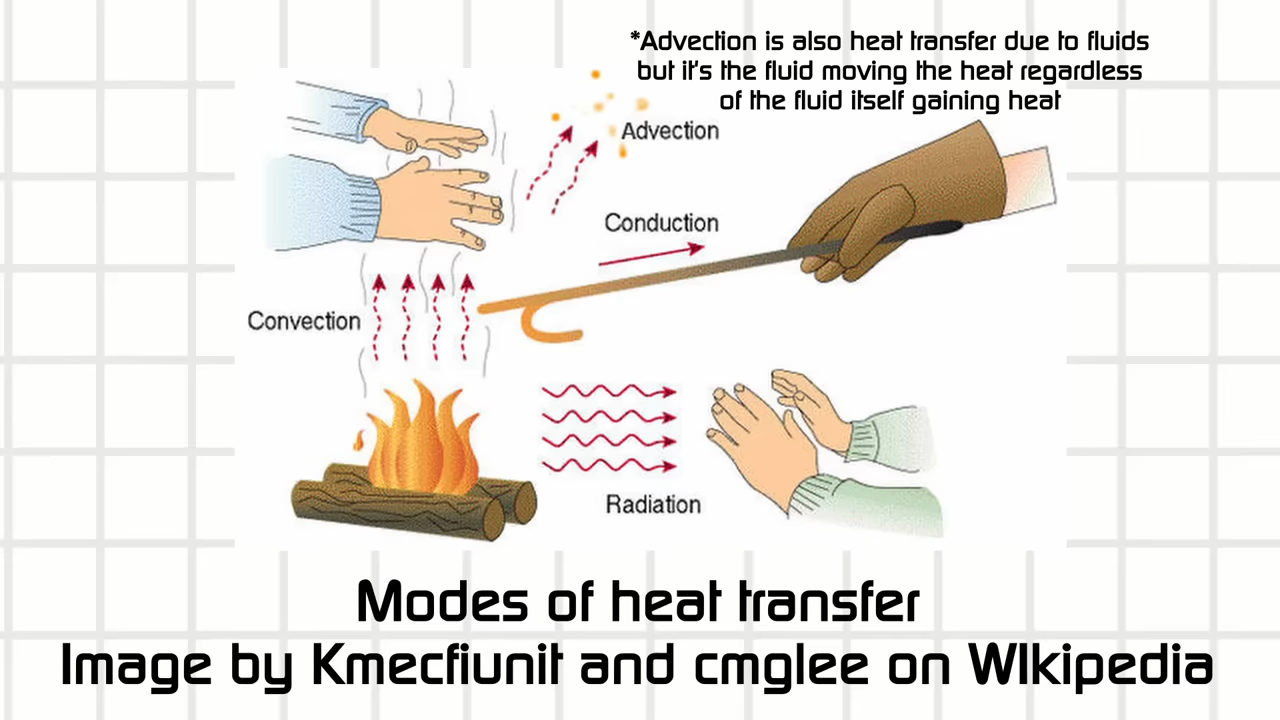 *Advection is also heat transfer due to fluids
but it's the fluid moving the heat regardless
of the fluid itself gaining heat
Advection
Conduction
Convection
Radiation
Modes of heat transfer
Image by Kmecfiunit and cmglee on WIkipedia